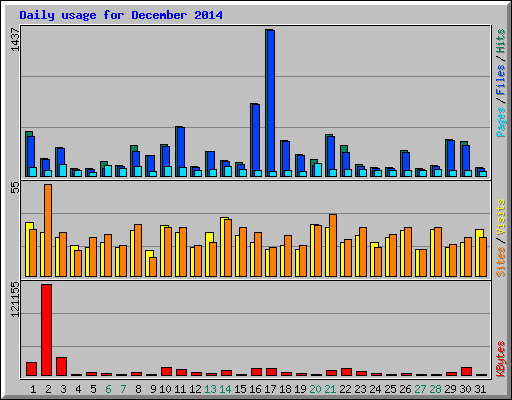 Daily usage for December 2014
1437
Pages / Files / Hits
55
Sites / Visits
121155
KBytes
1 2 3 4 5 6 7 8 9 10 11 12 13 14 15 16 17 18 19 20 21 22 23 24 25 26 27 28 29 30 31